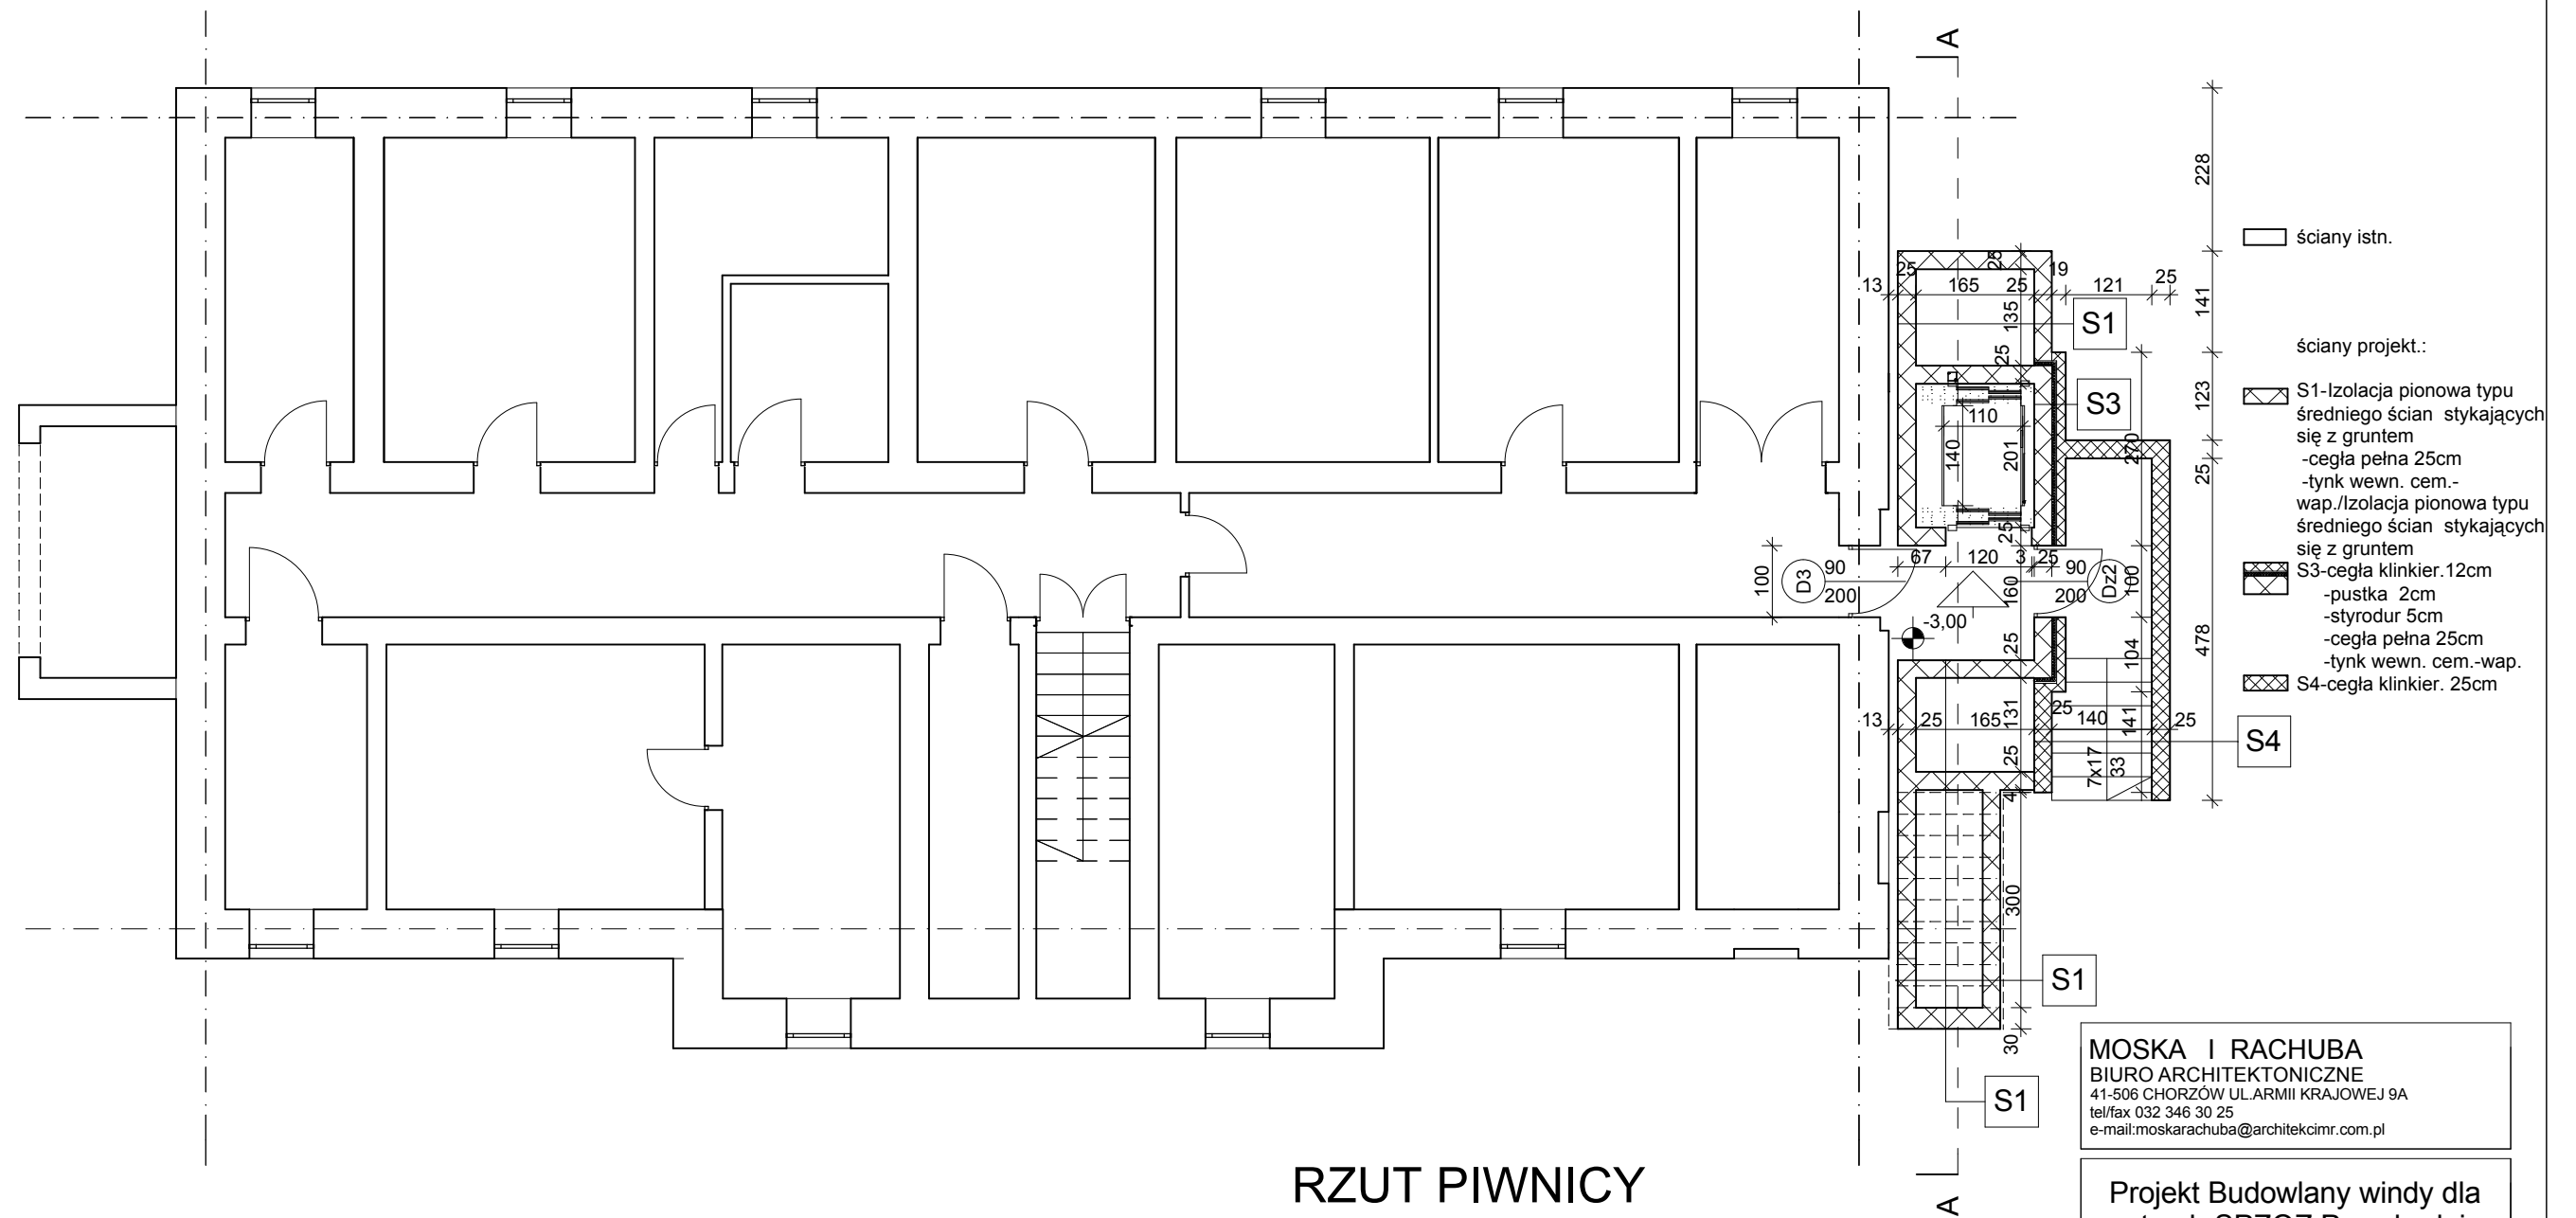 A
228
141
123
25
478
ściany istn.
ściany projekt.:
S1-Izolacja pionowa typu
średniego ścian stykających
się z gruntem
-cegła pełna 25cm
-tynk wewn. cem.-
wap./Izolacja pionowa typu
średniego ścian stykających
się z gruntem
S3-cegła klinkier.12cm
-pustka 2cm
-styrodur 5cm
-cegła pełna 25cm
-tynk wewn. cem.-wap.
S4-cegła klinkier. 25cm
25
25
19
13
165
25
121
25
135
S1
25
S3
110
140
201
270
25
67
120
3
25
90
200
D3
90
200
Dz2
100
100
160
-3,00
25
104
13
25
165
131
25
140
141
25
S4
25
7x17
33
4
300
S1
30
S1
MOSKA I RACHUBA
BIURO ARCHITEKTONICZNE
41-506 CHORZÓW UL.ARMII KRAJOWEJ 9A
tel/fax 032 346 30 25
e-mail:moskarachuba@architekcimr.com.pl
RZUT PIWNICY
A
Projekt Budowlany windy dla